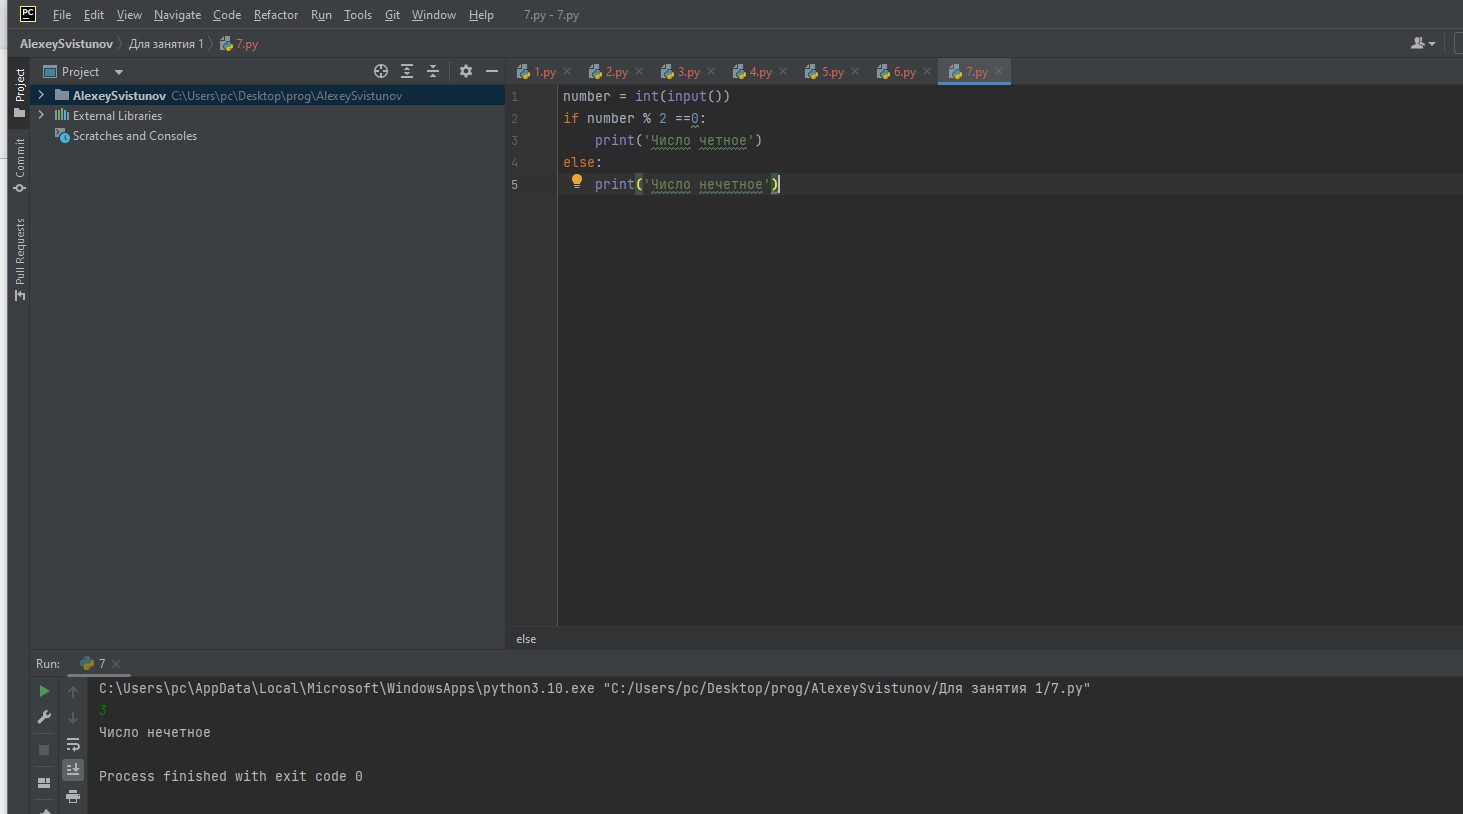 PC File Edit View Navigate Code Refactor Run Tools Git Window Help 7.py - 7.py
AlexeySvistunov Для занятия 1 7.py
Project
Commit
Pull Requests
Project
AlexeySvistunov C:\Users\pc\Desktop\prog\AlexeySvistunov
External Libraries
Scratches and Consoles
1.py 2.py 3.py 4.py 5.py 6.py 7.py
1 number = int(input())
2 if number % 2 ==0:
3 print('Число четное')
4 else:
5 print('Число нечетное')
else
Run: 7
C:\Users\pc\AppData\Local\Microsoft\WindowsApps\python3.10.exe "C:/Users/pc/Desktop/prog/AlexeySvistunov/Для занятия 1/7.py"
3
Число нечетное
Process finished with exit code 0